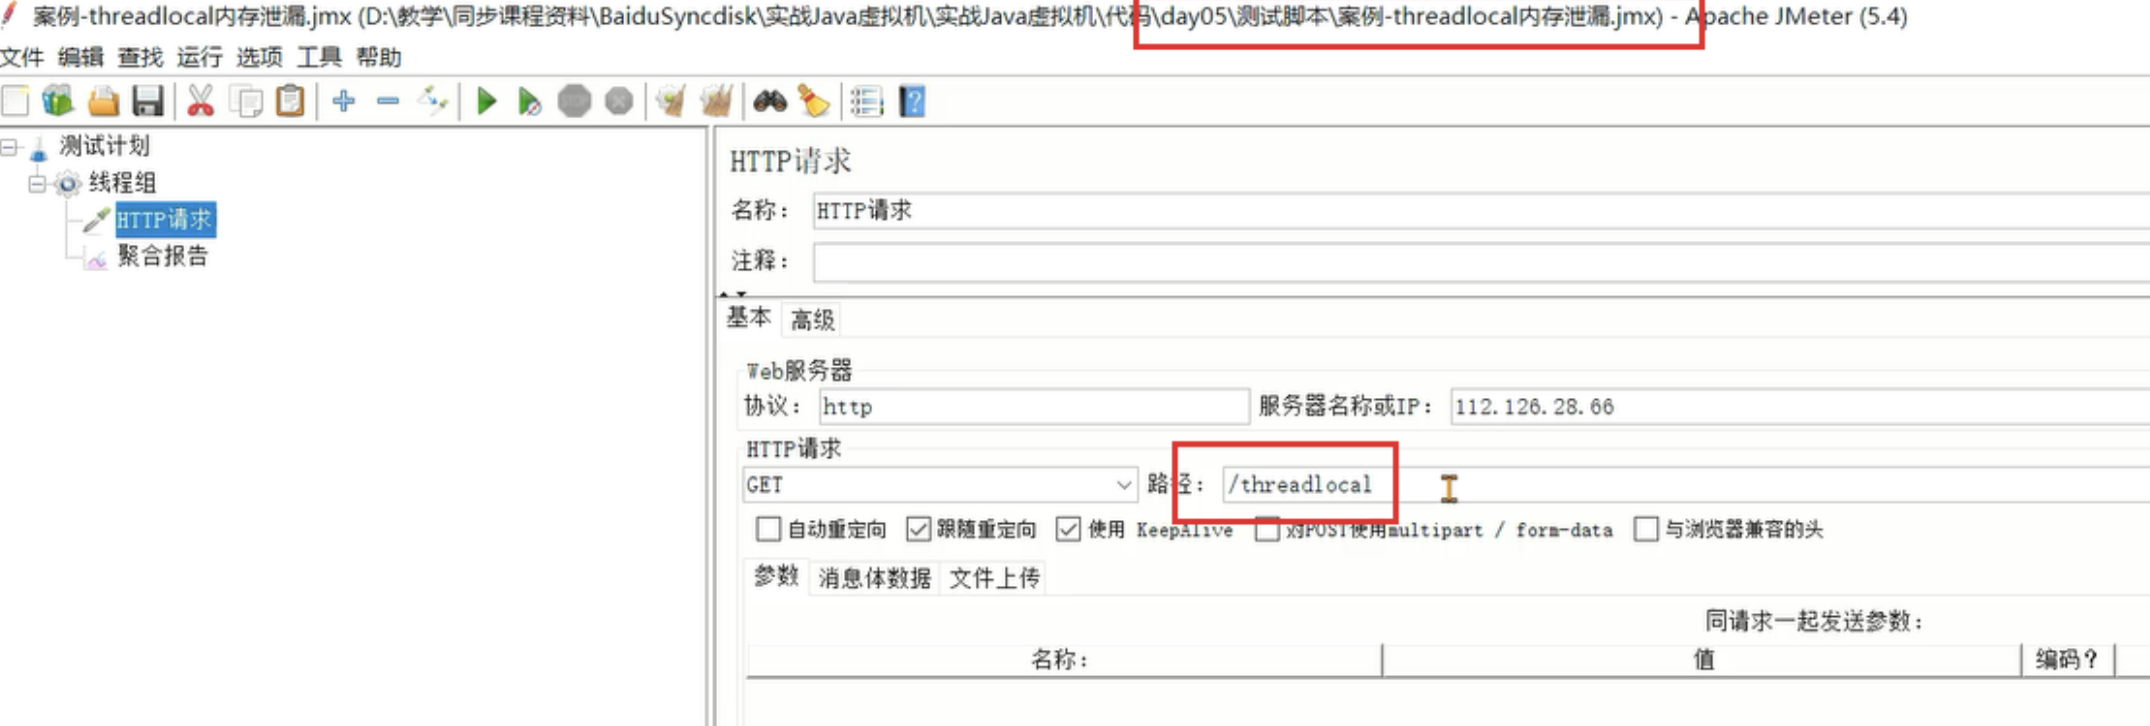 案例-threadlocal内存泄漏.jmx (D:\教学\同步课程资料\BaiduSyncdisk\实战Java虚拟机\实战Java虚拟机\代码\day05\测试脚本\案例-threadlocal内存泄漏.jmx) - Apache JMeter (5.4)
文件 编辑 查找 运行 选项 工具 帮助
STOP
?
测试计划
线程组
HTTP请求
聚合报告
HTTP请求
名称： HTTP请求
注释：
基本 高级
Web服务器
协议： http 服务器名称或IP： 112.126.28.66
HTTP请求
GET 路径： /threadlocal
自动重定向 跟随重定向 使用 KeepAlive 对POST使用multipart / form-data 与浏览器兼容的头
参数 消息体数据 文件上传
同请求一起发送参数：
名称： 值 编码？